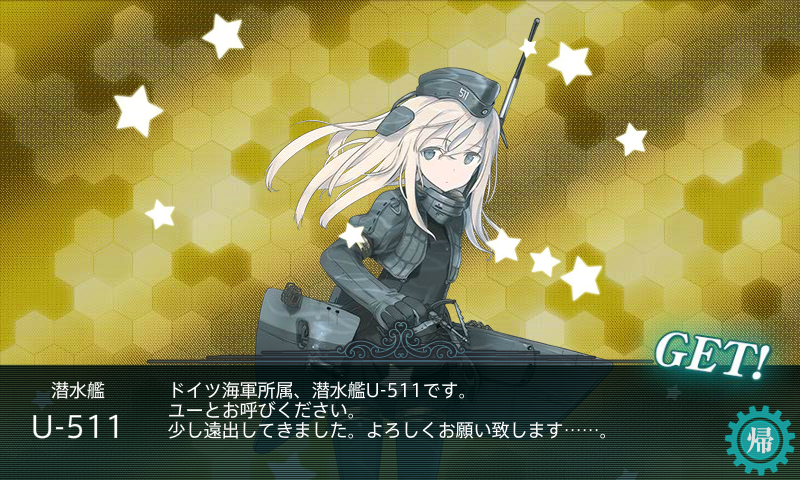 511
GET!
潜水艦
U-511
ドイツ海軍所属、潜水艦U-511です。
ユーとお呼びください。
少し遠出してきました。よろしくお願い致します……。
帰